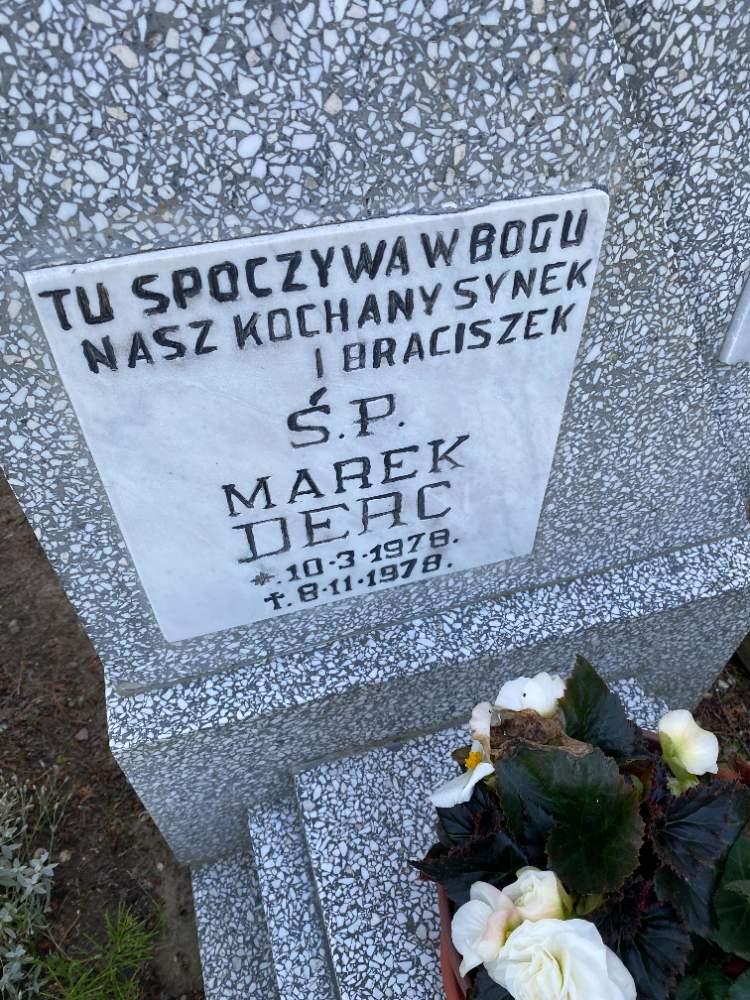 TU SPOCZYWA W BOGU
NASZ KOCHANY SYNEK
I BRACISZEK
Ś.P.
MAREK
DERC
*. 10·3·1978.
†. 8·11·1978.